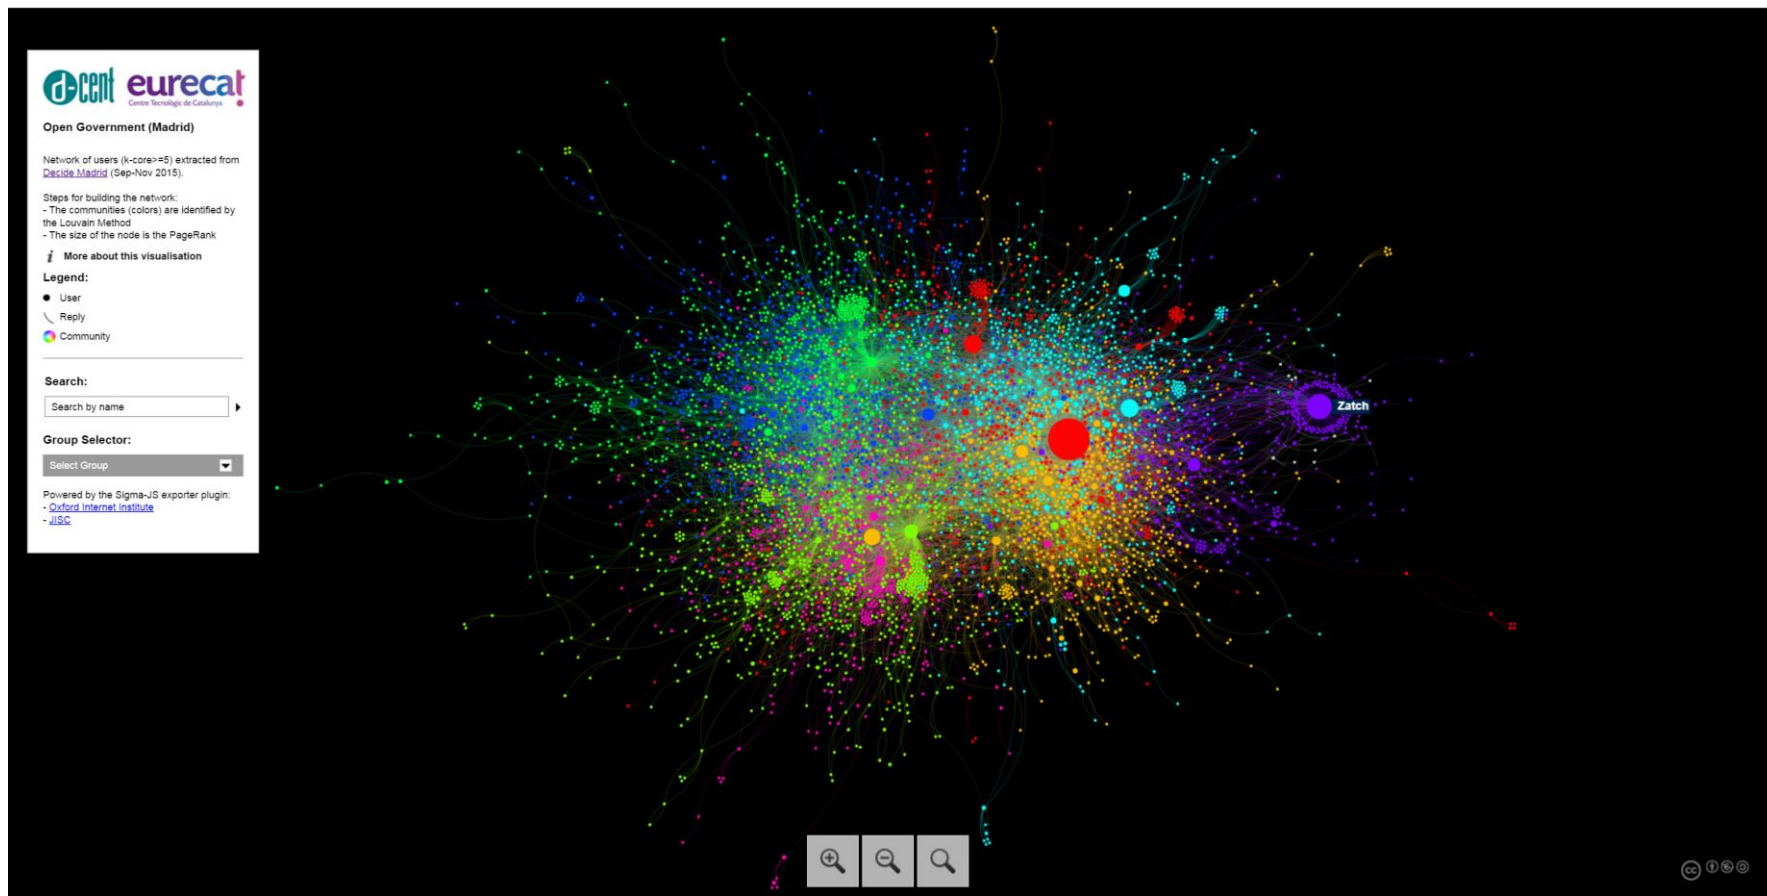 d-cent eurecat
Centre Tecnològic de Catalunya
Open Government (Madrid)
Network of users (k-core>=5) extracted from
Decide Madrid (Sep-Nov 2015).
Steps for building the network:
- The communities (colors) are identified by
the Louvain Method
- The size of the node is the PageRank
i More about this visualisation
Legend:
User
Reply
Community
Search:
Search by name
Group Selector:
Select Group
Powered by the Sigma-JS exporter plugin:
- Oxford Internet Institute
- JISC
Zatch
cc